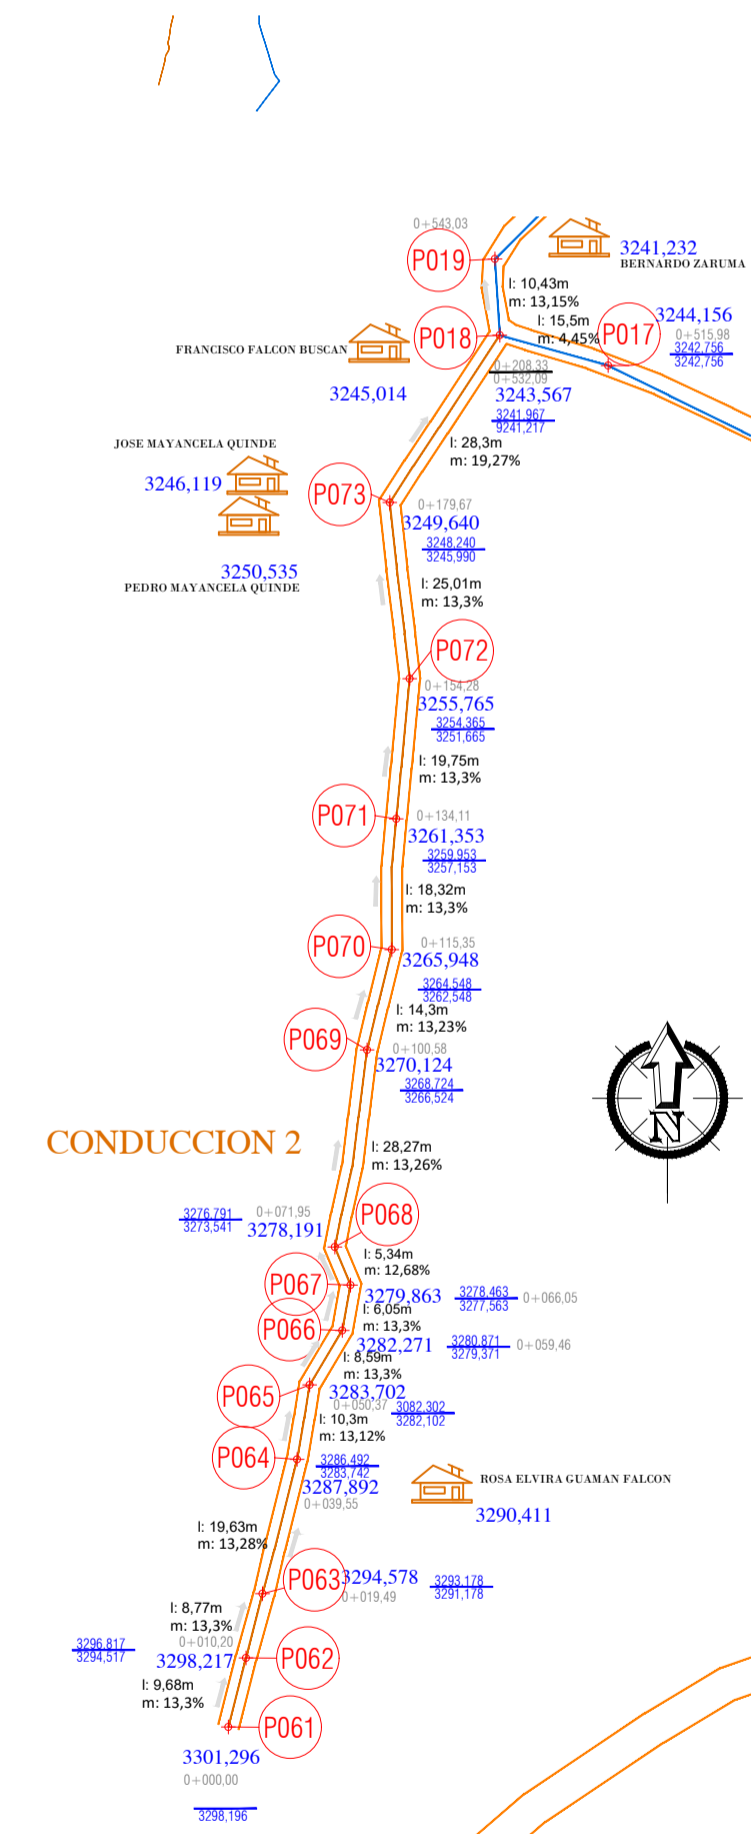 0+543,03
P019
3241,232
BERNARDO ZARUMA
l: 10,43m
m: 13,15%
3244,156
l: 15,5m
m: 4,45%
P017
0+515,98
3242,756
3242,756
P018
FRANCISCO FALCON BUSCAN
3245,014
0+208,33
0+532,09
3243,567
3241,967
9241,217
l: 28,3m
m: 19,27%
JOSE MAYANCELA QUINDE
3246,119
P073
0+179,67
3249,640
3248,240
3245,990
3250,535
PEDRO MAYANCELA QUINDE
l: 25,01m
m: 13,3%
P072
0+154,28
3255,765
3254,365
3251,665
l: 19,75m
m: 13,3%
P071
0+134,11
3261,353
3259,953
3257,153
l: 18,32m
m: 13,3%
P070
0+115,35
3265,948
3264,548
3262,548
l: 14,3m
m: 13,23%
P069
0+100,58
3270,124
3268,724
3266,524
N
CONDUCCION 2
l: 28,27m
m: 13,26%
3276,791
3273,541
0+071,95
3278,191
P068
l: 5,34m
m: 12,68%
P067
3279,863
3278,463
3277,563
0+066,05
l: 6,05m
m: 13,3%
P066
3282,271
3280,871
3279,371
0+059,46
l: 8,59m
m: 13,3%
P065
3283,702
0+050,37
3082,302
3282,102
l: 10,3m
m: 13,12%
P064
3286,492
3283,742
3287,892
0+039,55
ROSA ELVIRA GUAMAN FALCON
3290,411
l: 19,63m
m: 13,28%
P063
3294,578
0+019,49
3293,178
3291,178
l: 8,77m
m: 13,3%
0+010,20
3296,817
3294,517
3298,217
P062
l: 9,68m
m: 13,3%
P061
3301,296
0+000,00
3298,196